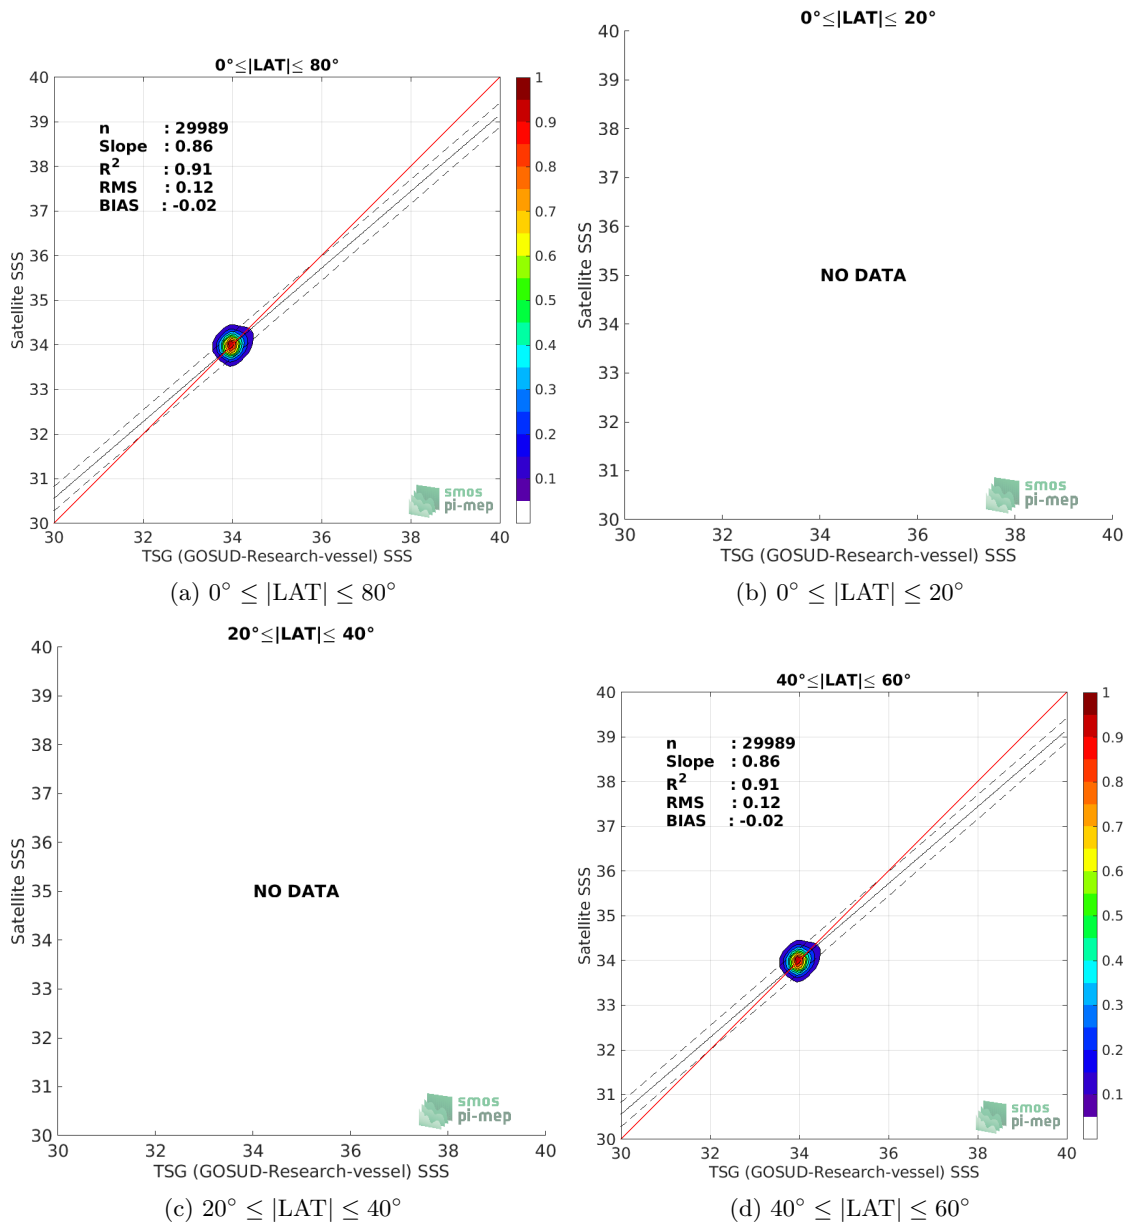 0°≤|LAT|≤ 80°
n : 29989
Slope : 0.86
R² : 0.91
RMS : 0.12
BIAS : -0.02
40
39
38
37
36
35
34
33
32
31
30
30 32 34 36 38 40
Satellite SSS
TSG (GOSUD-Research-vessel) SSS
1
0.9
0.8
0.7
0.6
0.5
0.4
0.3
0.2
0.1
smos
pi-mep
(a) 0° ≤ |LAT| ≤ 80°
0°≤|LAT|≤ 20°
40
39
38
37
36
35
34
33
32
31
30
30 32 34 36 38 40
Satellite SSS
NO DATA
TSG (GOSUD-Research-vessel) SSS
smos
pi-mep
(b) 0° ≤ |LAT| ≤ 20°
20°≤|LAT|≤ 40°
40
39
38
37
36
35
34
33
32
31
30
30 32 34 36 38 40
Satellite SSS
NO DATA
TSG (GOSUD-Research-vessel) SSS
smos
pi-mep
(c) 20° ≤ |LAT| ≤ 40°
40°≤|LAT|≤ 60°
n : 29989
Slope : 0.86
R² : 0.91
RMS : 0.12
BIAS : -0.02
40
39
38
37
36
35
34
33
32
31
30
30 32 34 36 38 40
Satellite SSS
TSG (GOSUD-Research-vessel) SSS
1
0.9
0.8
0.7
0.6
0.5
0.4
0.3
0.2
0.1
smos
pi-mep
(d) 40° ≤ |LAT| ≤ 60°